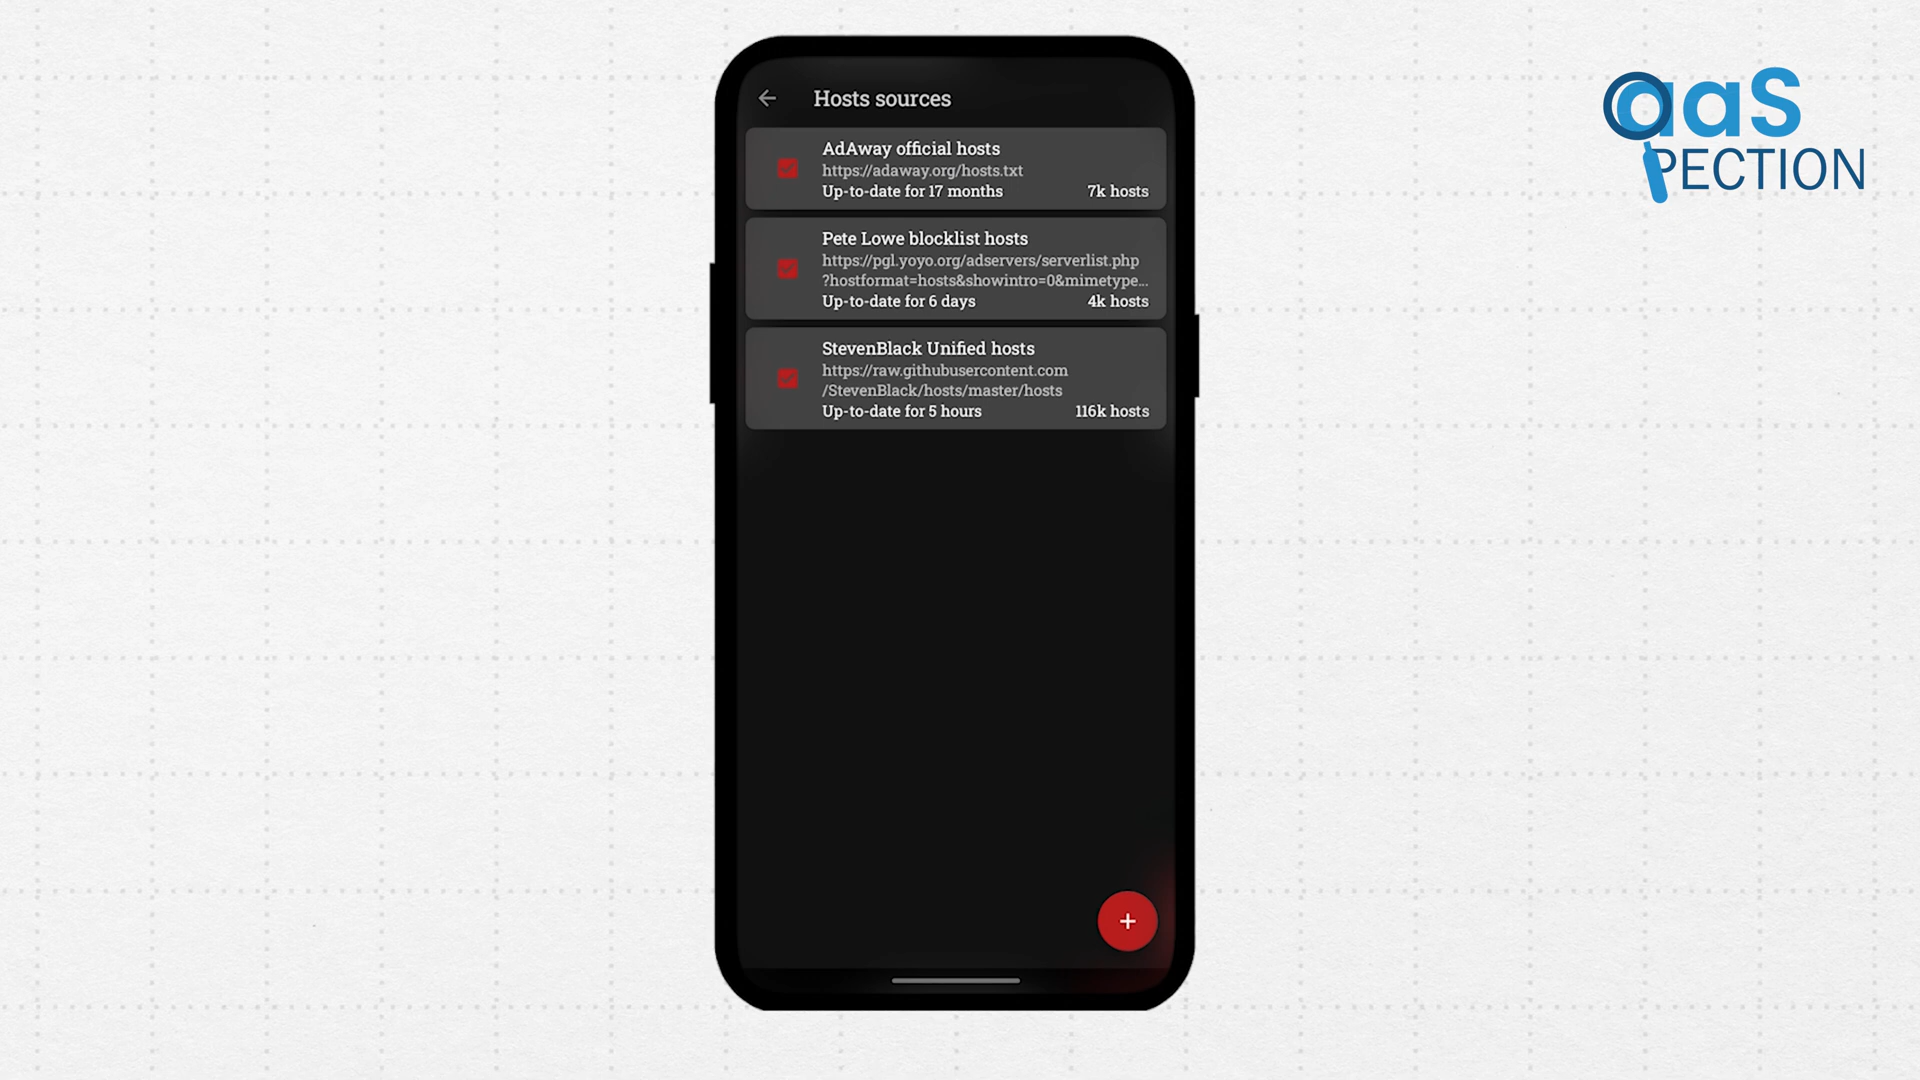 Hosts sources
AdAway official hosts
https://adaway.org/hosts.txt
Up-to-date for 17 months 7k hosts
Pete Lowe blocklist hosts
https://pgl.yoyo.org/adservers/serverlist.php
?hostformat=hosts&showintro=0&mimetype...
Up-to-date for 6 days 4k hosts
StevenBlack Unified hosts
https://raw.githubusercontent.com
/StevenBlack/hosts/master/hosts
Up-to-date for 5 hours 116k hosts
+
aaS
PECTION